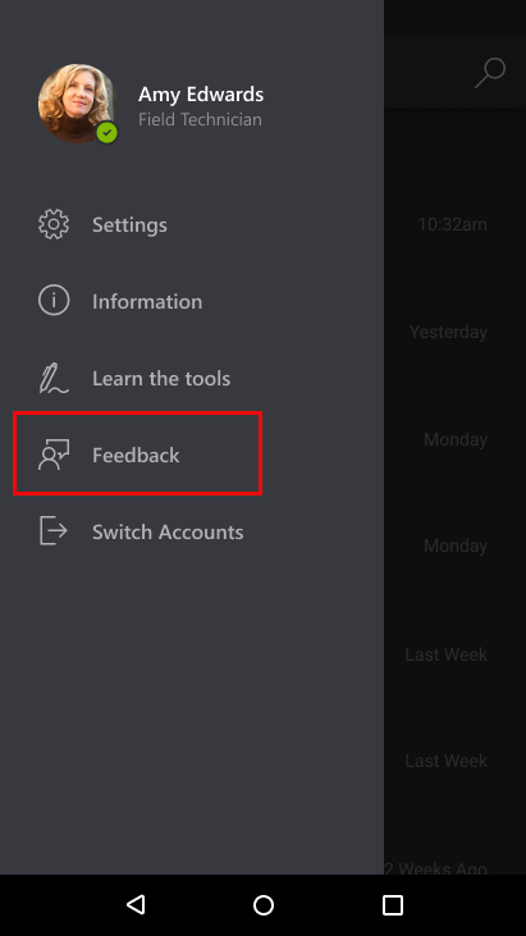 Amy Edwards
Field Technician
Settings
10:32am
Information
Yesterday
Learn the tools
Monday
Feedback
Switch Accounts
Monday
Last Week
Last Week
2 Weeks Ago